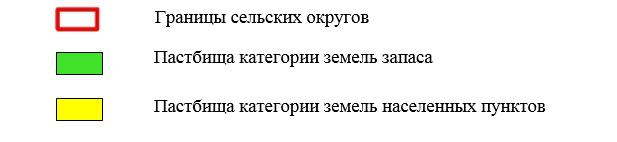 Границы сельских округов
Пастбища категории земель запаса
Пастбища категории земель населенных пунктов